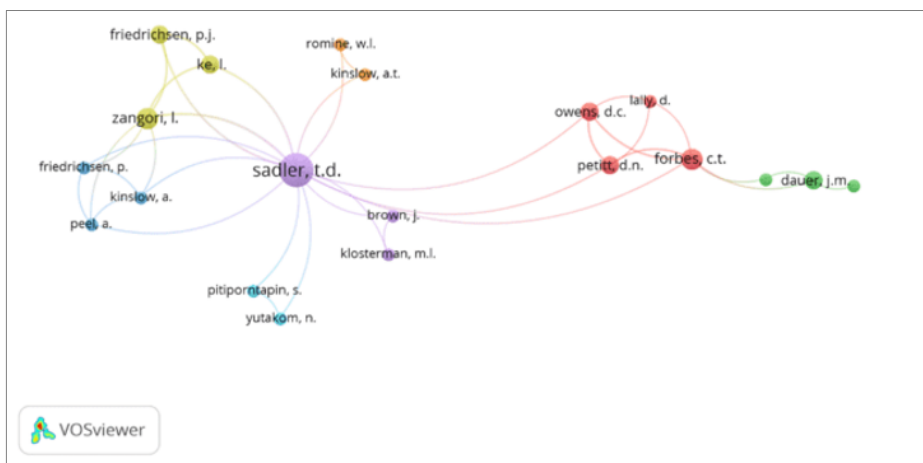 friedrichsen, p.j.
romine, w.l.
ke, l.
kinslow, a.t.
lally, d.
owens, d.c.
zangori, l.
petitt, d.n.
forbes, c.t.
friedrichsen, p.
sadler, t.d.
dauer, j.m.
kinslow, a.
brown, j.
peel, a.
klosterman, m.l.
pitiporntapin, s.
yutakom, n.
VOSviewer